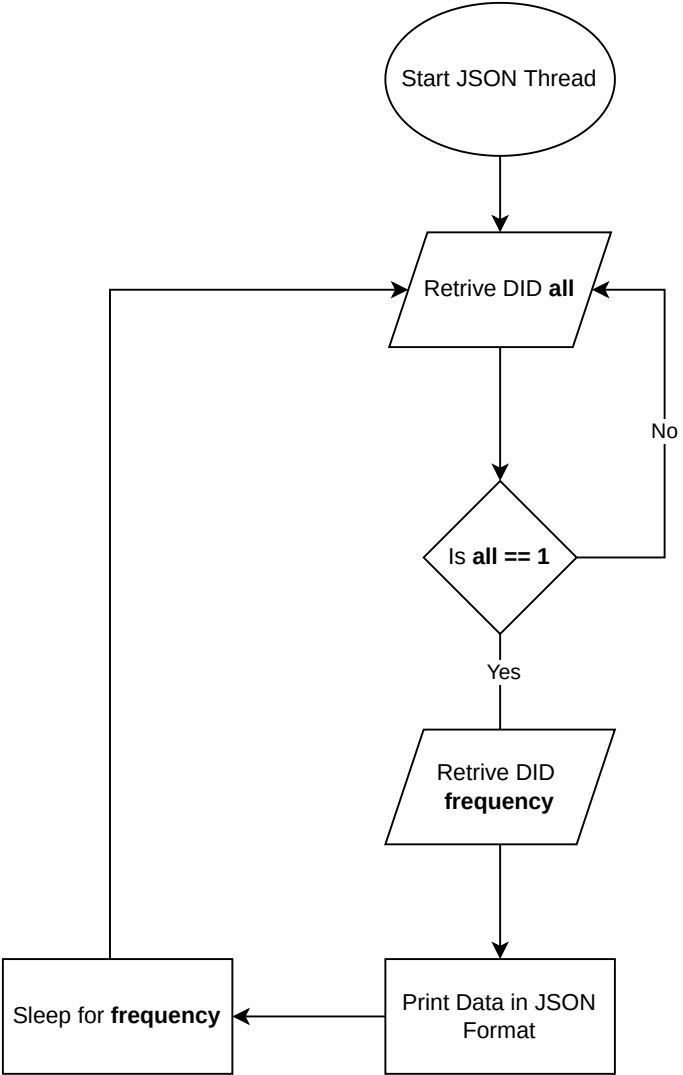 Start JSON Thread
Retrive DID all
No
Is all == 1
Yes
Retrive DID
frequency
Print Data in JSON
Format
Sleep for frequency